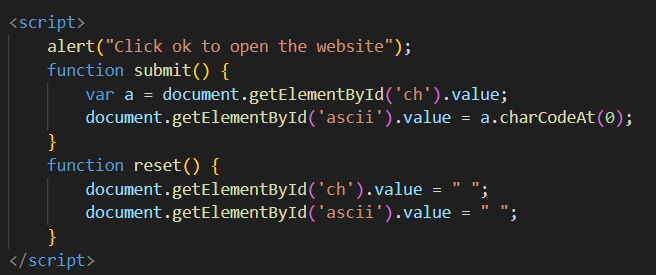 <script>
    alert("Click ok to open the website");
    function submit() {
        var a = document.getElementById('ch').value;
        document.getElementById('ascii').value = a.charCodeAt(0);
    }
    function reset() {
        document.getElementById('ch').value = " ";
        document.getElementById('ascii').value = " ";
    }
</script>